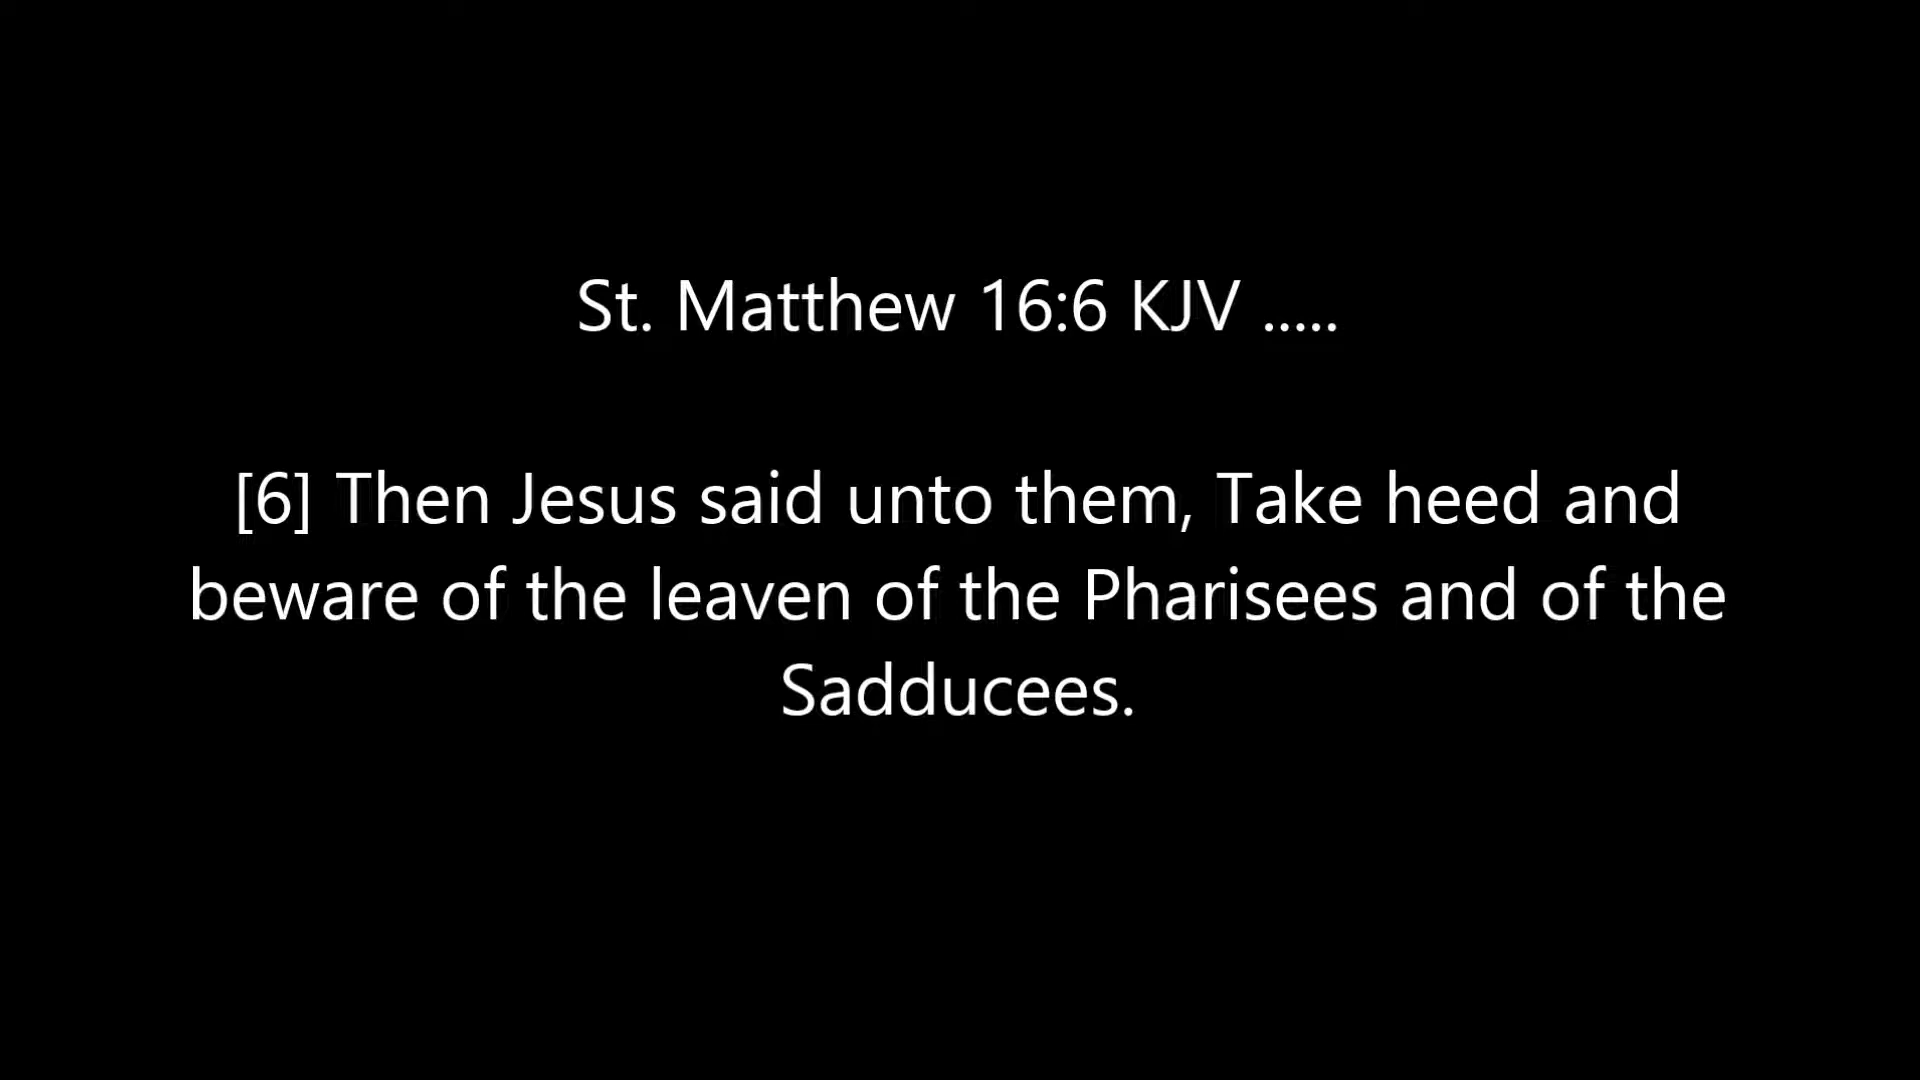 St. Matthew 16:6 KJV .....
[6] Then Jesus said unto them, Take heed and
beware of the leaven of the Pharisees and of the
Sadducees.